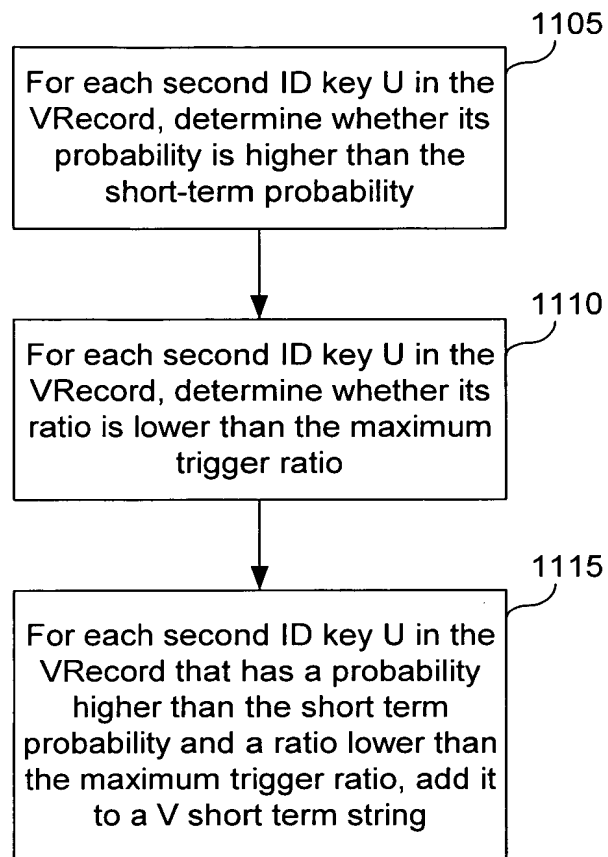 1105
For each second ID key U in the
VRecord, determine whether its
probability is higher than the
short-term probability
1110
For each second ID key U in the
VRecord, determine whether its
ratio is lower than the maximum
trigger ratio
1115
For each second ID key U in the
VRecord that has a probability
higher than the short term
probability and a ratio lower than
the maximum trigger ratio, add it
to a V short term string